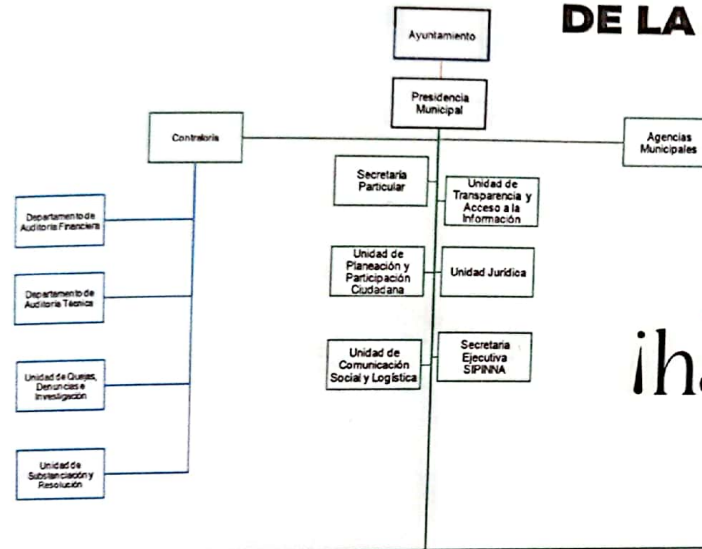 DE LA
Ayuntamiento
Presidencia
Municipal
Contraloría
Agencias
Municipales
Secretaría
Particular
Unidad de
Transparencia y
Acceso a la
Información
Departamento de
Auditoría Financiera
Unidad de
Planeación y
Participación
Ciudadana
Unidad Jurídica
Departamento de
Auditoría Técnica
Unidad de
Comunicación
Social y Logística
Secretaria
Ejecutiva
SIPINNA
¡ha
Unidad de Quejas,
Denuncias e
Investigación
Unidad de
Substanciación y
Resolución